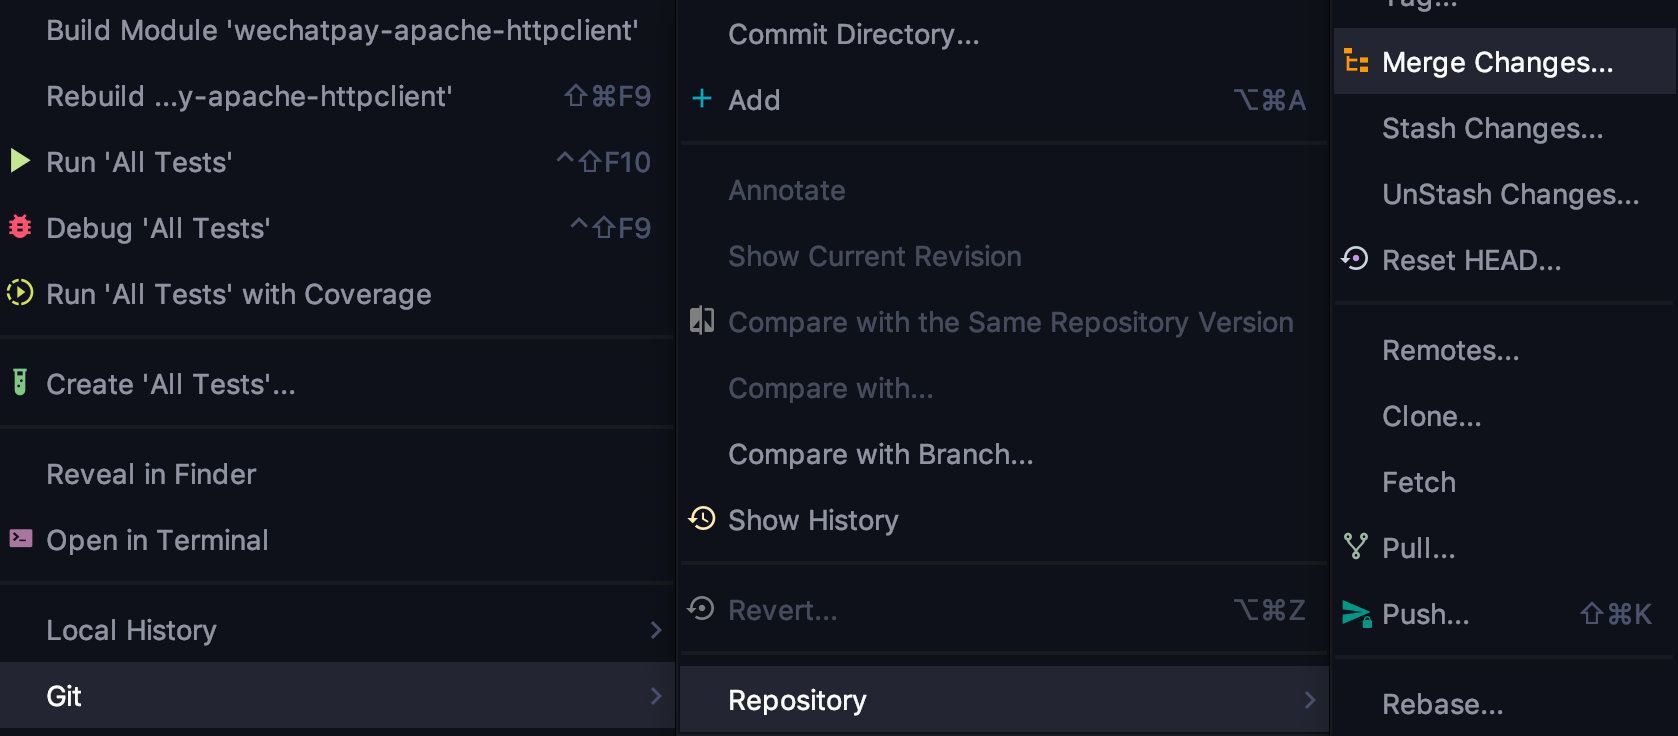 Build Module 'wechatpay-apache-httpclient'
Rebuild ...y-apache-httpclient' ⇧⌘F9
Run 'All Tests' ^⇧F10
Debug 'All Tests' ^⇧F9
Run 'All Tests' with Coverage
Create 'All Tests'...
Reveal in Finder
Open in Terminal
Local History
Git
Commit Directory...
Add ⌥⌘A
Annotate
Show Current Revision
Compare with the Same Repository Version
Compare with...
Compare with Branch...
Show History
Revert... ⌥⌘Z
Repository
Tag...
Merge Changes...
Stash Changes...
UnStash Changes...
Reset HEAD...
Remotes...
Clone...
Fetch
Pull...
Push... ⇧⌘K
Rebase...